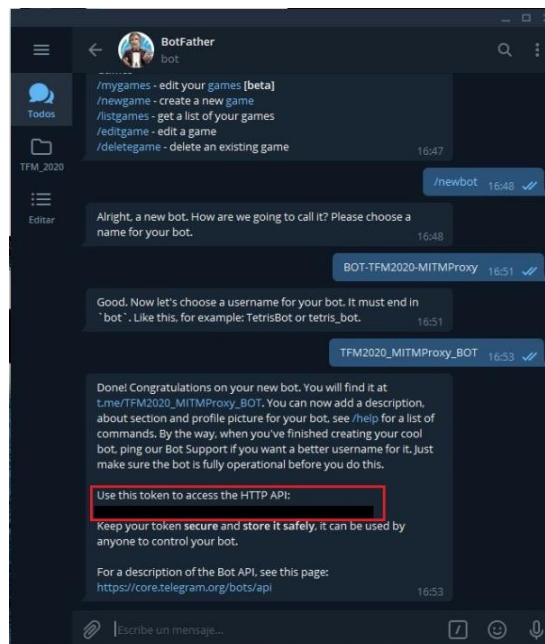 BotFather
bot
/mygames - edit your games [beta]
/newgame - create a new game
/listgames - get a list of your games
/editgame - edit a game
/deletegame - delete an existing game
16:47
Todos
TFM_2020
Editar
/newbot 16:48
Alright, a new bot. How are we going to call it? Please choose a
name for your bot.
16:48
BOT-TFM2020-MITMProxy 16:51
Good. Now let's choose a username for your bot. It must end in
`bot`. Like this, for example: TetrisBot or tetris_bot.
16:51
TFM2020_MITMProxy_BOT 16:53
Done! Congratulations on your new bot. You will find it at
t.me/TFM2020_MITMProxy_BOT. You can now add a description,
about section and profile picture for your bot, see /help for a list of
commands. By the way, when you've finished creating your cool
bot, ping our Bot Support if you want a better username for it. Just
make sure the bot is fully operational before you do this.
Use this token to access the HTTP API:
Keep your token secure and store it safely, it can be used by
anyone to control your bot.
For a description of the Bot API, see this page:
https://core.telegram.org/bots/api
16:53
Escribe un mensaje...